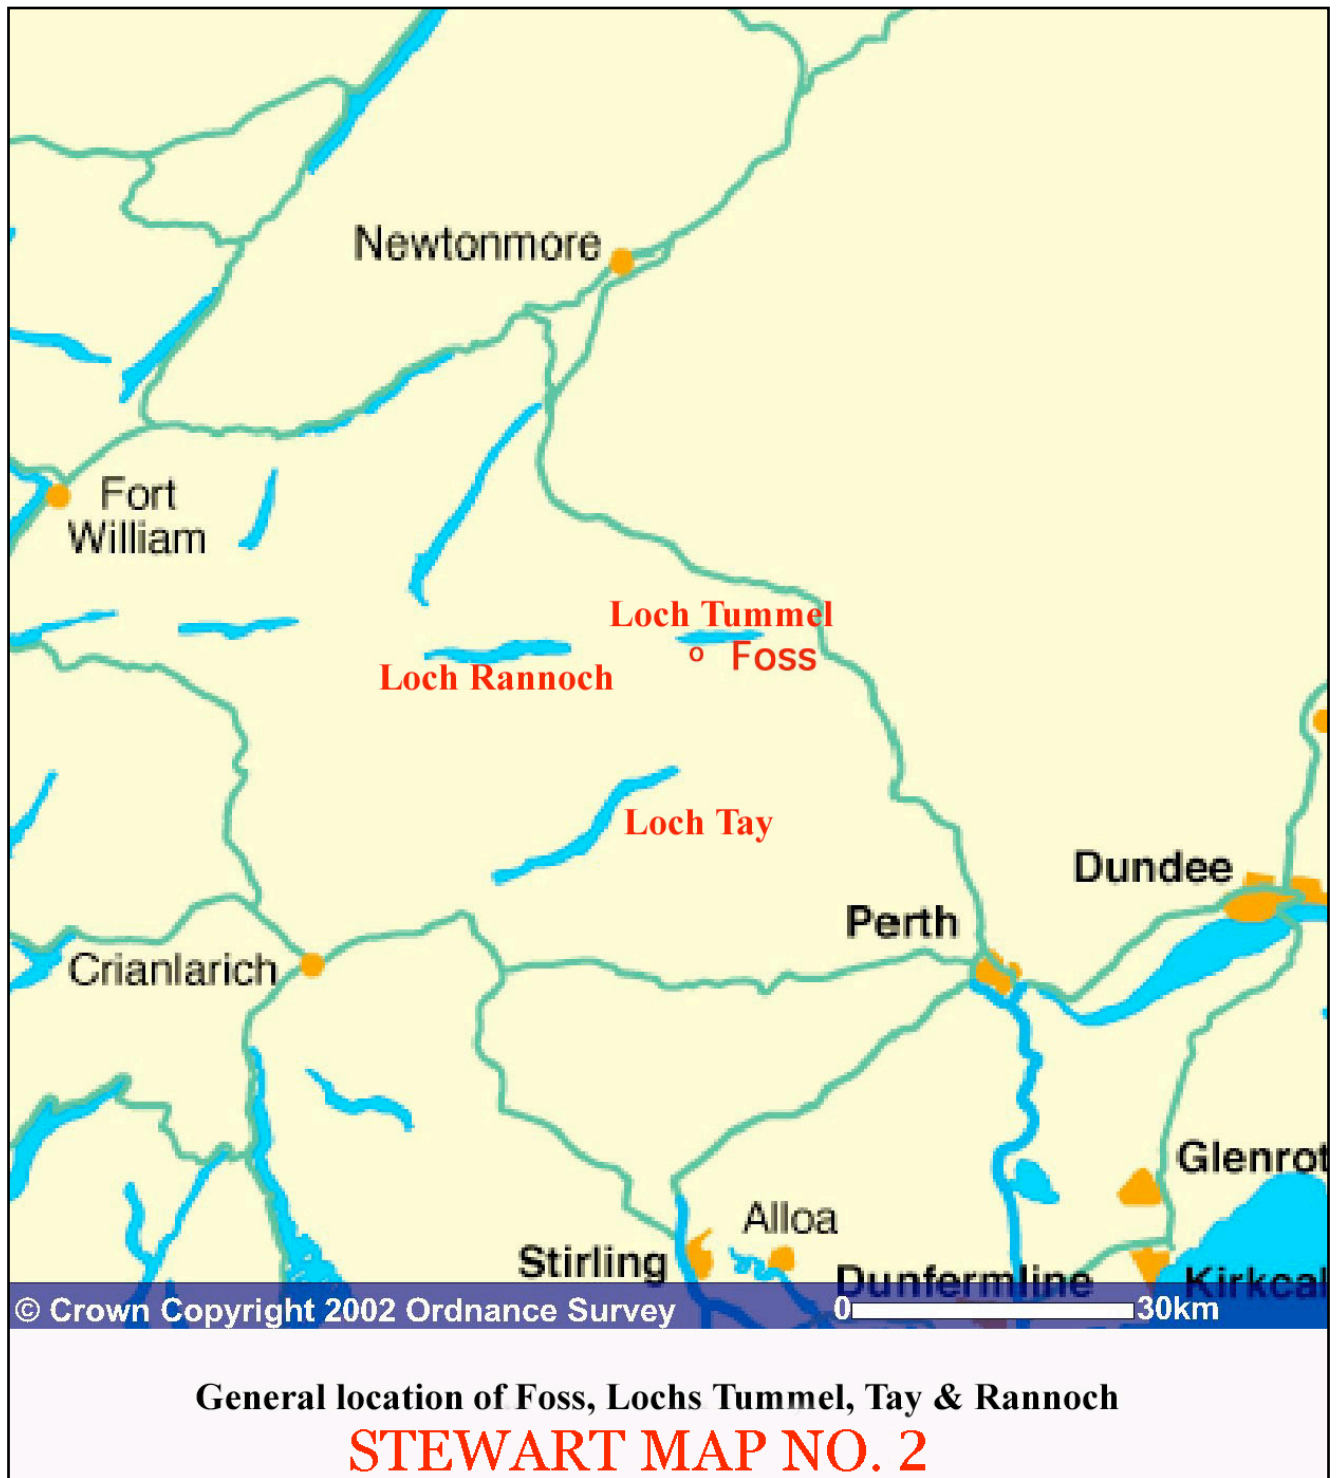 Newtonmore
Fort
William
Loch Tummel
Foss
Loch Rannoch
Loch Tay
Dundee
Perth
Crianlarich
Glenrot
Alloa
Stirling
Dunfermline
Kirkcal
© Crown Copyright 2002 Ordnance Survey
0 30km
General location of Foss, Lochs Tummel, Tay & Rannoch
STEWART MAP NO. 2